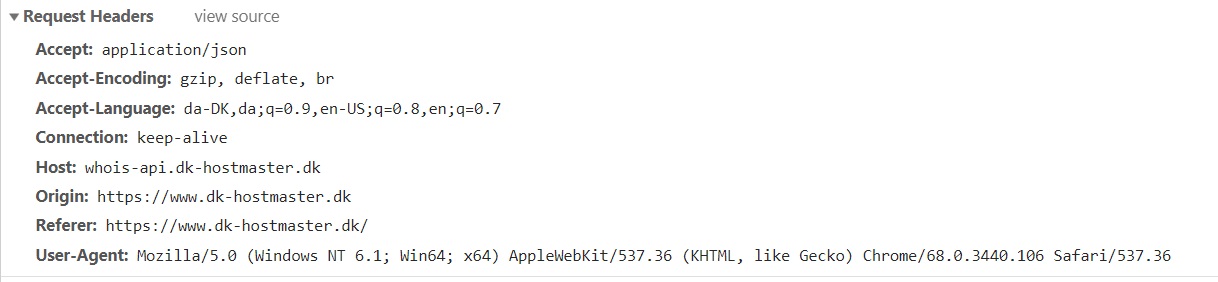 Request Headers view source
Accept: application/json
Accept-Encoding: gzip, deflate, br
Accept-Language: da-DK,da;q=0.9,en-US;q=0.8,en;q=0.7
Connection: keep-alive
Host: whois-api.dk-hostmaster.dk
Origin: https://www.dk-hostmaster.dk
Referer: https://www.dk-hostmaster.dk/
User-Agent: Mozilla/5.0 (Windows NT 6.1; Win64; x64) AppleWebKit/537.36 (KHTML, like Gecko) Chrome/68.0.3440.106 Safari/537.36